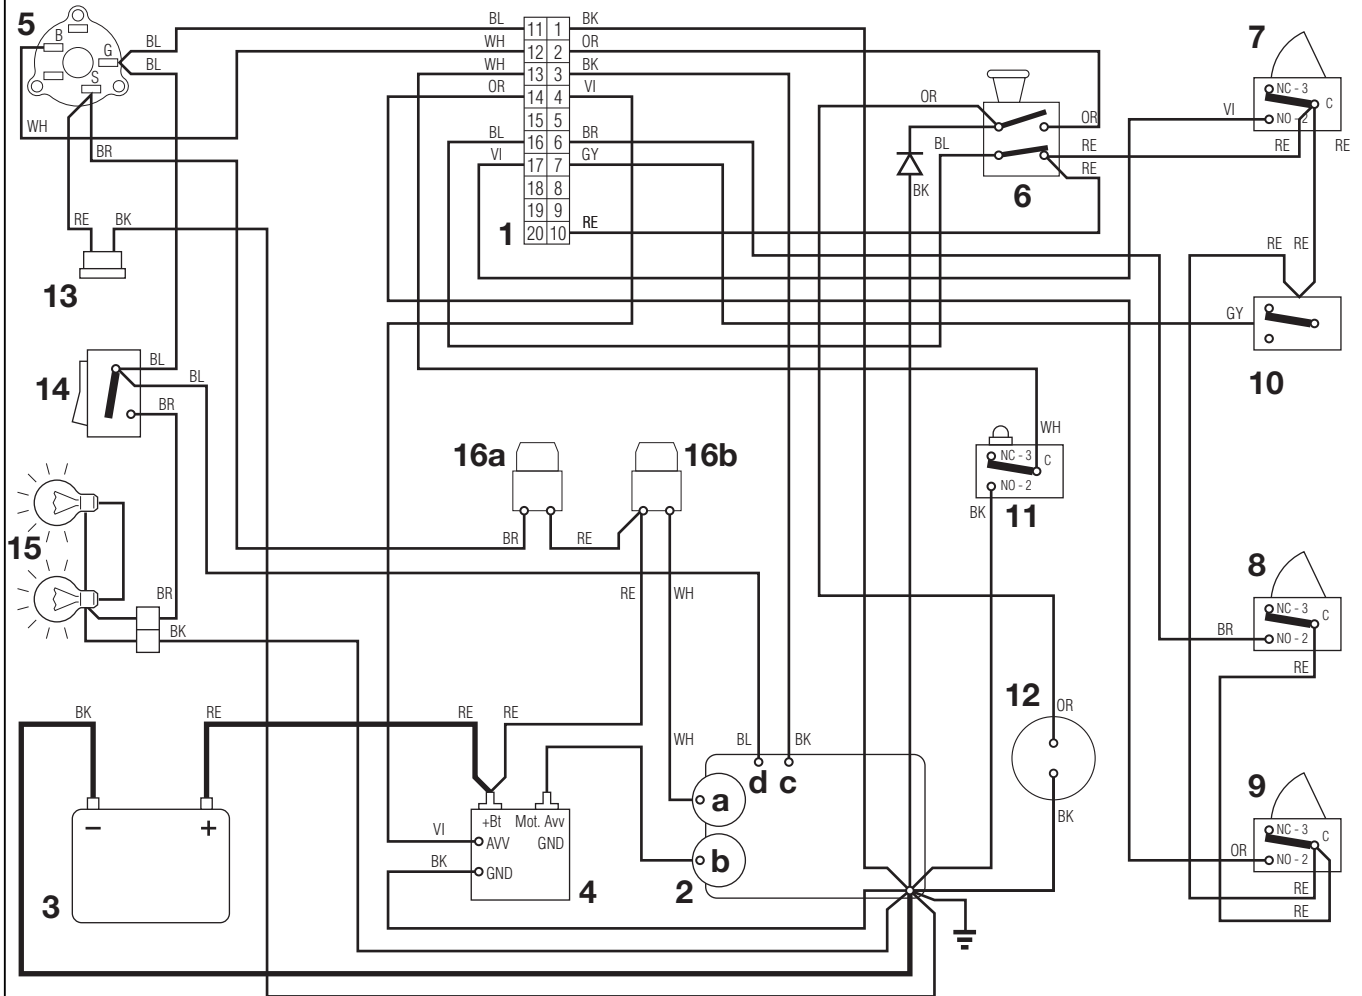 5
B
G
S
BL
BL
WH
BR
RE
BK
13
BL
WH
WH
OR
BL
VI
11 1
12 2
13 3
14 4
15 5
16 6
17 7
18 8
19 9
20 10
1
BK
OR
BK
VI
BR
GY
RE
OR
BL
BK
OR
RE
RE
6
7
NC - 3
C
NO - 2
VI
RE
RE
RE RE
GY
10
14
BL
BL
BR
16a
16b
BR
RE
RE
WH
WH
NC - 3
C
NO - 2
BK
11
15
BR
BK
8
NC - 3
C
NO - 2
BR
RE
12
OR
BK
BK
RE
RE
RE
WH
BL
BK
a
d
c
b
2
3
−
+
+Bt
Mot. Avv
AVV
GND
GND
VI
BK
4
9
NC - 3
C
NO - 2
OR
RE
RE